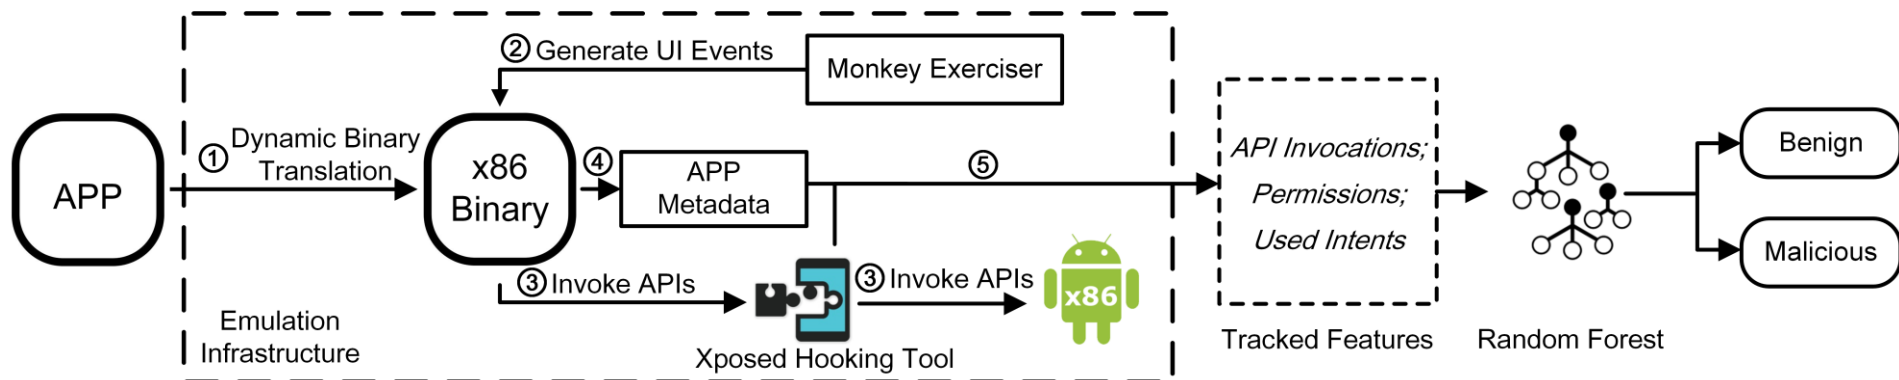 ② Generate UI Events
Monkey Exerciser
APP
① Dynamic Binary
Translation
x86
Binary
④
APP
Metadata
⑤
API Invocations;
Permissions;
Used Intents
Benign
Malicious
③ Invoke APIs
③ Invoke APIs
x86
Emulation
Infrastructure
Xposed Hooking Tool
Tracked Features
Random Forest